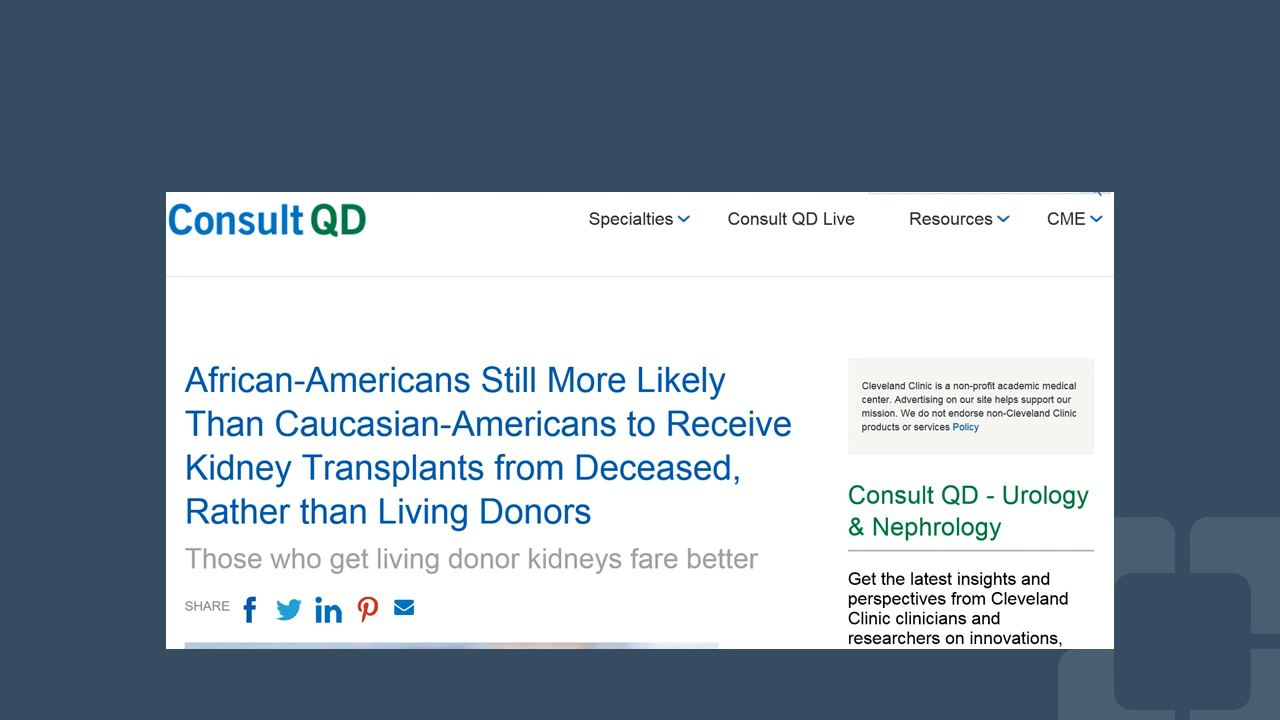 Consult QD
Specialties
Consult QD Live
Resources
CME
African-Americans Still More Likely
Than Caucasian-Americans to Receive
Kidney Transplants from Deceased,
Rather than Living Donors
Those who get living donor kidneys fare better
SHARE
Cleveland Clinic is a non-profit academic medical
center. Advertising on our site helps support our
mission. We do not endorse non-Cleveland Clinic
products or services Policy
Consult QD - Urology
& Nephrology
Get the latest insights and
perspectives from Cleveland
Clinic clinicians and
researchers on innovations,